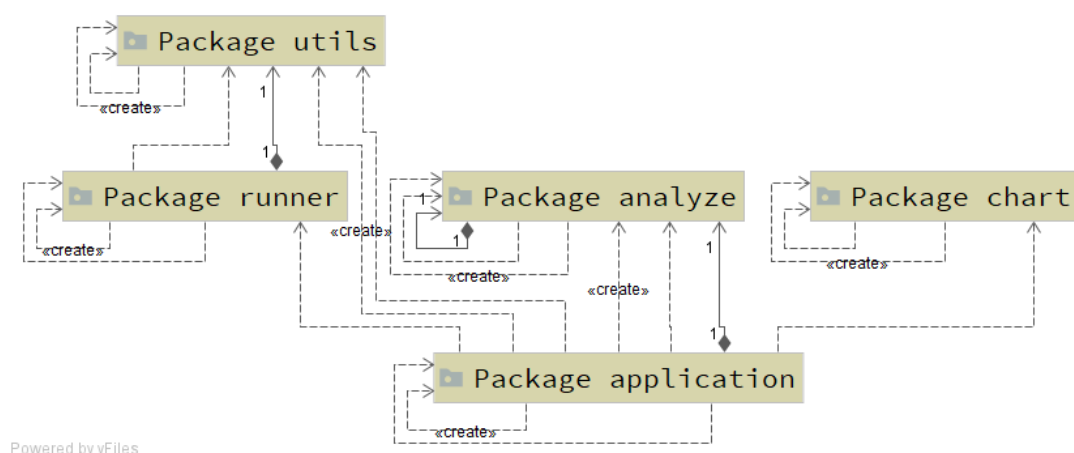 Package utils
«create»
1
1
Package runner
Package analyze
Package chart
1
«create»
1
«create»
«create»
1
«create»
«create»
1
Package application
«create»
Powered by yFiles